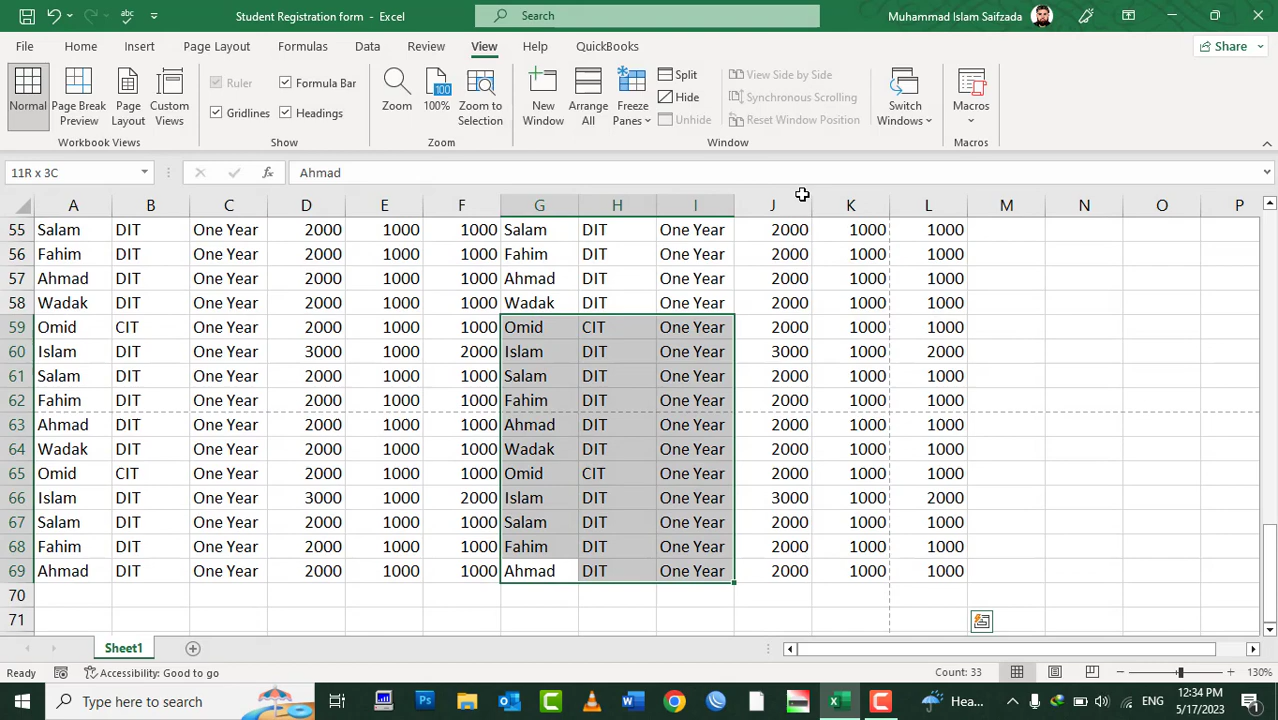 Student Registration form - Excel
Search
Muhammad Islam Saifzada
File Home Insert Page Layout Formulas Data Review View Help QuickBooks Share
Normal
Page Break Preview
Page Layout
Custom Views
Ruler
Formula Bar
Gridlines
Headings
Zoom
100
100%
Zoom to Selection
New Window
Arrange All
Freeze Panes
Split
Hide
Unhide
View Side by Side
Synchronous Scrolling
Reset Window Position
Switch Windows
Macros
Workbook Views Show Zoom Window Macros
11R x 3C fx Ahmad
A B C D E F G H I J K L M N O P
55 Salam DIT One Year 2000 1000 1000 Salam DIT One Year 2000 1000 1000
56 Fahim DIT One Year 2000 1000 1000 Fahim DIT One Year 2000 1000 1000
57 Ahmad DIT One Year 2000 1000 1000 Ahmad DIT One Year 2000 1000 1000
58 Wadak DIT One Year 2000 1000 1000 Wadak DIT One Year 2000 1000 1000
59 Omid CIT One Year 2000 1000 1000 Omid CIT One Year 2000 1000 1000
60 Islam DIT One Year 3000 1000 2000 Islam DIT One Year 3000 1000 2000
61 Salam DIT One Year 2000 1000 1000 Salam DIT One Year 2000 1000 1000
62 Fahim DIT One Year 2000 1000 1000 Fahim DIT One Year 2000 1000 1000
63 Ahmad DIT One Year 2000 1000 1000 Ahmad DIT One Year 2000 1000 1000
64 Wadak DIT One Year 2000 1000 1000 Wadak DIT One Year 2000 1000 1000
65 Omid CIT One Year 2000 1000 1000 Omid CIT One Year 2000 1000 1000
66 Islam DIT One Year 3000 1000 2000 Islam DIT One Year 3000 1000 2000
67 Salam DIT One Year 2000 1000 1000 Salam DIT One Year 2000 1000 1000
68 Fahim DIT One Year 2000 1000 1000 Fahim DIT One Year 2000 1000 1000
69 Ahmad DIT One Year 2000 1000 1000 Ahmad DIT One Year 2000 1000 1000
70
71
Sheet1
Ready Accessibility: Good to go Count: 33 130%
Type here to search Hea... ENG 12:34 PM
5/17/2023